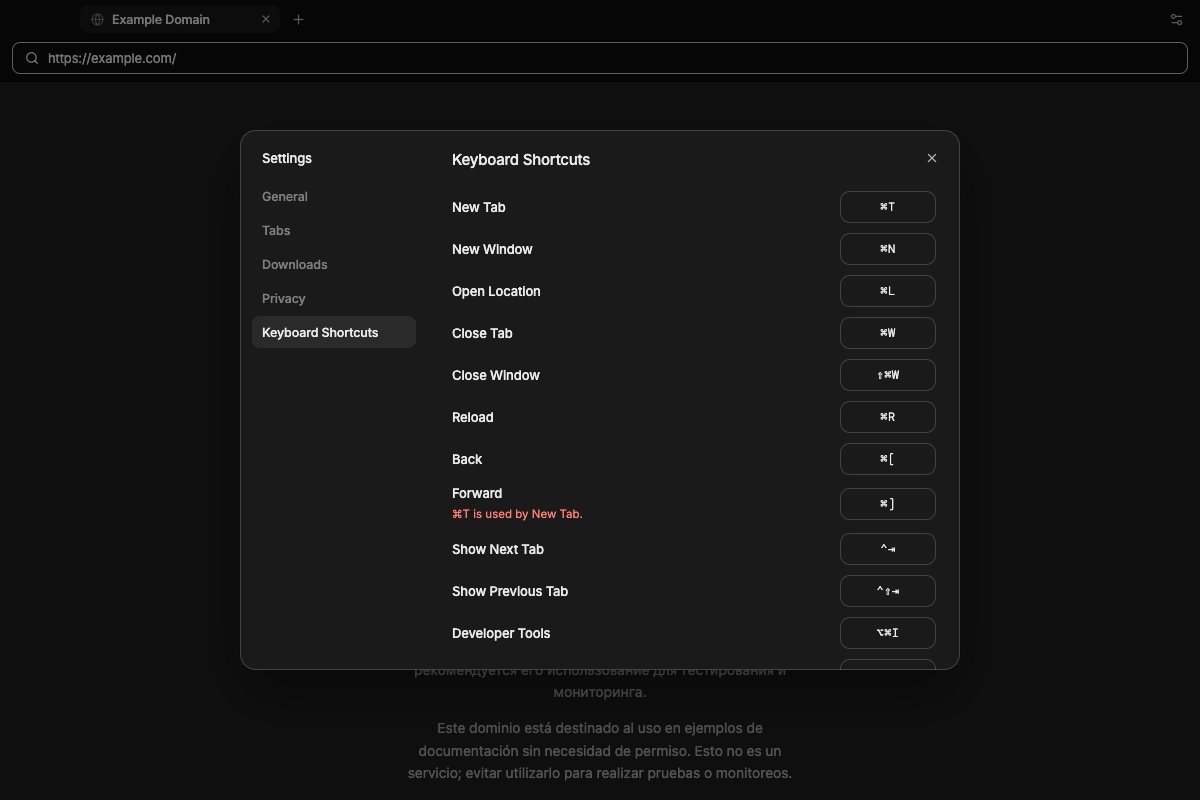 Example Domain
https://example.com/
Settings
General
Tabs
Downloads
Privacy
Keyboard Shortcuts
Keyboard Shortcuts
New Tab ⌘T
New Window ⌘N
Open Location ⌘L
Close Tab ⌘W
Close Window ⇧⌘W
Reload ⌘R
Back ⌘[
Forward ⌘]
⌘T is used by New Tab.
Show Next Tab ^⇥
Show Previous Tab ^⇧⇥
Developer Tools ⌥⌘I
рекомендуется его использование для тестирования и
мониторинга.
Este dominio está destinado al uso en ejemplos de
documentación sin necesidad de permiso. Esto no es un
servicio; evitar utilizarlo para realizar pruebas o monitoreos.